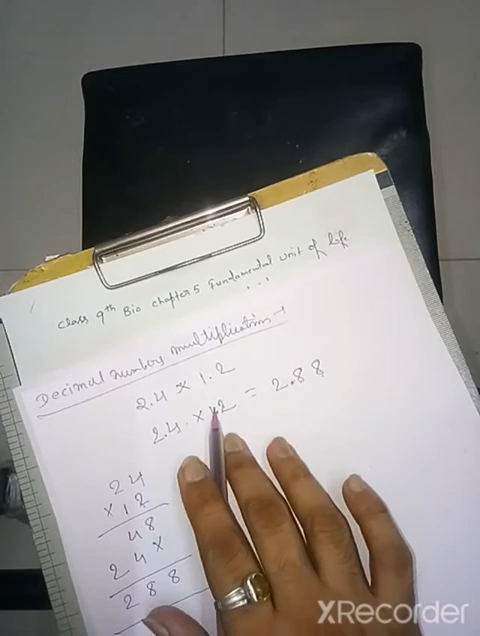 Class 9th Bio chapter 5 Fundamental unit of life
Decimal numbers multiplication →
2.4 × 1.2
2.4 × 1.2 = 2.88
24
× 12
48
24×
288
XRecorder